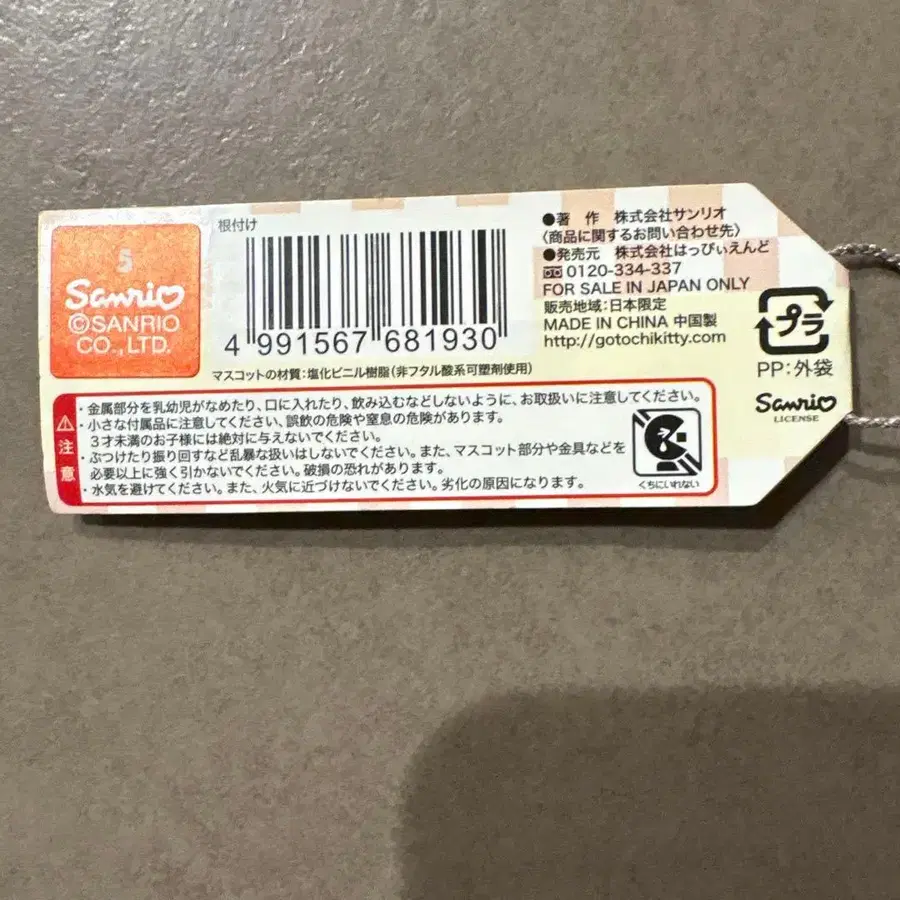 5
Sanrio
©SANRIO
CO.,LTD.
根付け
4 991567 681930
マスコットの材質：塩化ビニル樹脂（非フタル酸系可塑剤使用）
●著　作　株式会社サンリオ
〈商品に関するお問い合わせ先〉
●発売元　株式会社はっぴぃえんど
0120-334-337
FOR SALE IN JAPAN ONLY
販売地域：日本限定
MADE IN CHINA 中国製
http://gotochikitty.com
プラ
PP：外袋
Sanrio
LICENSE
⚠注意
・金属部分を乳幼児がなめたり、口に入れたり、飲み込むなどしないように、お取扱いに注意してください。
・小さな付属品に注意してください、誤飲の危険や窒息の危険があります。
３才未満のお子様には絶対に与えないでください。
・ぶつけたり振り回すなど乱暴な扱いはしないでください。また、マスコット部分や金具などを
必要以上に強く引かないでください。破損の恐れがあります。
・水気を避けてください。また、火気に近づけないでください。劣化の原因になります。
くちにいれない